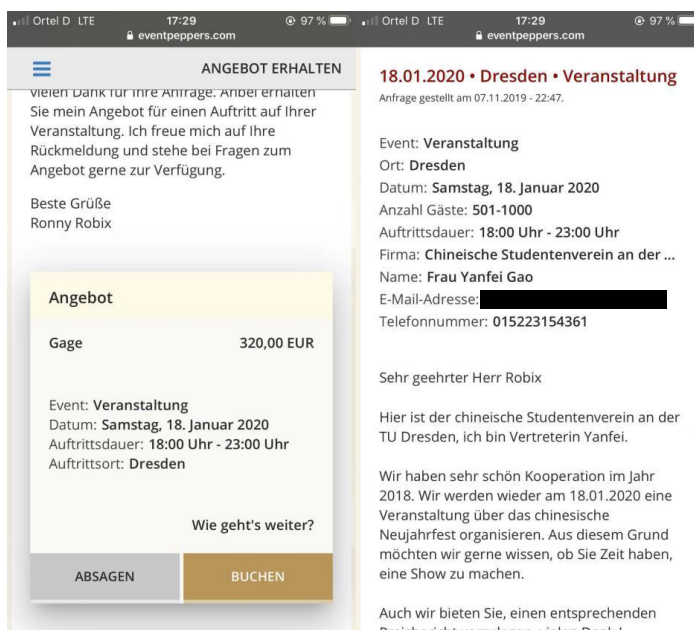 Ortel D LTE 17:29 97 %
eventpeppers.com
ANGEBOT ERHALTEN
vielen Dank für Ihre Anfrage. Anbei erhalten
Sie mein Angebot für einen Auftritt auf Ihrer
Veranstaltung. Ich freue mich auf Ihre
Rückmeldung und stehe bei Fragen zum
Angebot gerne zur Verfügung.
Beste Grüße
Ronny Robix
Angebot
Gage 320,00 EUR
Event: Veranstaltung
Datum: Samstag, 18. Januar 2020
Auftrittsdauer: 18:00 Uhr - 23:00 Uhr
Auftrittsort: Dresden
Wie geht's weiter?
ABSAGEN BUCHEN
Ortel D LTE 17:29 97 %
eventpeppers.com
18.01.2020 • Dresden • Veranstaltung
Anfrage gestellt am 07.11.2019 - 22:47.
Event: Veranstaltung
Ort: Dresden
Datum: Samstag, 18. Januar 2020
Anzahl Gäste: 501-1000
Auftrittsdauer: 18:00 Uhr - 23:00 Uhr
Firma: Chineische Studentenverein an der ...
Name: Frau Yanfei Gao
E-Mail-Adresse:
Telefonnummer: 015223154361
Sehr geehrter Herr Robix
Hier ist der chineische Studentenverein an der
TU Dresden, ich bin Vertreterin Yanfei.
Wir haben sehr schön Kooperation im Jahr
2018. Wir werden wieder am 18.01.2020 eine
Veranstaltung über das chinesische
Neujahrfest organisieren. Aus diesem Grund
möchten wir gerne wissen, ob Sie Zeit haben,
eine Show zu machen.
Auch wir bieten Sie, einen entsprechenden